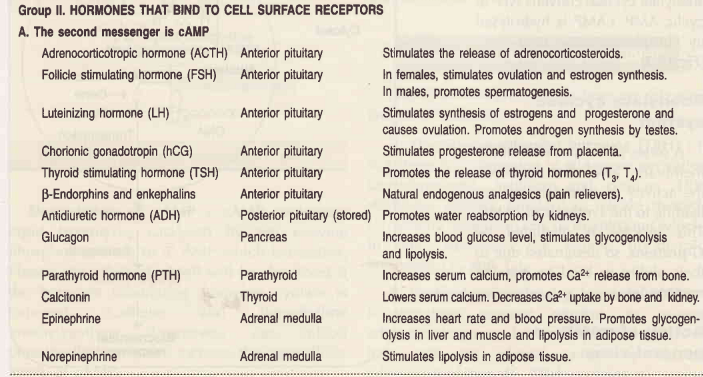 Group II. HORMONES THAT BIND TO CELL SURFACE RECEPTORS
A. The second messenger is cAMP
Adrenocorticotropic hormone (ACTH) Anterior pituitary Stimulates the release of adrenocorticosteroids.
Follicle stimulating hormone (FSH) Anterior pituitary In females, stimulates ovulation and estrogen synthesis.
In males, promotes spermatogenesis.
Luteinizing hormone (LH) Anterior pituitary Stimulates synthesis of estrogens and progesterone and
causes ovulation. Promotes androgen synthesis by testes.
Chorionic gonadotropin (hCG) Anterior pituitary Stimulates progesterone release from placenta.
Thyroid stimulating hormone (TSH) Anterior pituitary Promotes the release of thyroid hormones (T₃, T₄).
β-Endorphins and enkephalins Anterior pituitary Natural endogenous analgesics (pain relievers).
Antidiuretic hormone (ADH) Posterior pituitary (stored) Promotes water reabsorption by kidneys.
Glucagon Pancreas Increases blood glucose level, stimulates glycogenolysis
and lipolysis.
Parathyroid hormone (PTH) Parathyroid Increases serum calcium, promotes Ca²⁺ release from bone.
Calcitonin Thyroid Lowers serum calcium. Decreases Ca²⁺ uptake by bone and kidney.
Epinephrine Adrenal medulla Increases heart rate and blood pressure. Promotes glycogen-
olysis in liver and muscle and lipolysis in adipose tissue.
Norepinephrine Adrenal medulla Stimulates lipolysis in adipose tissue.